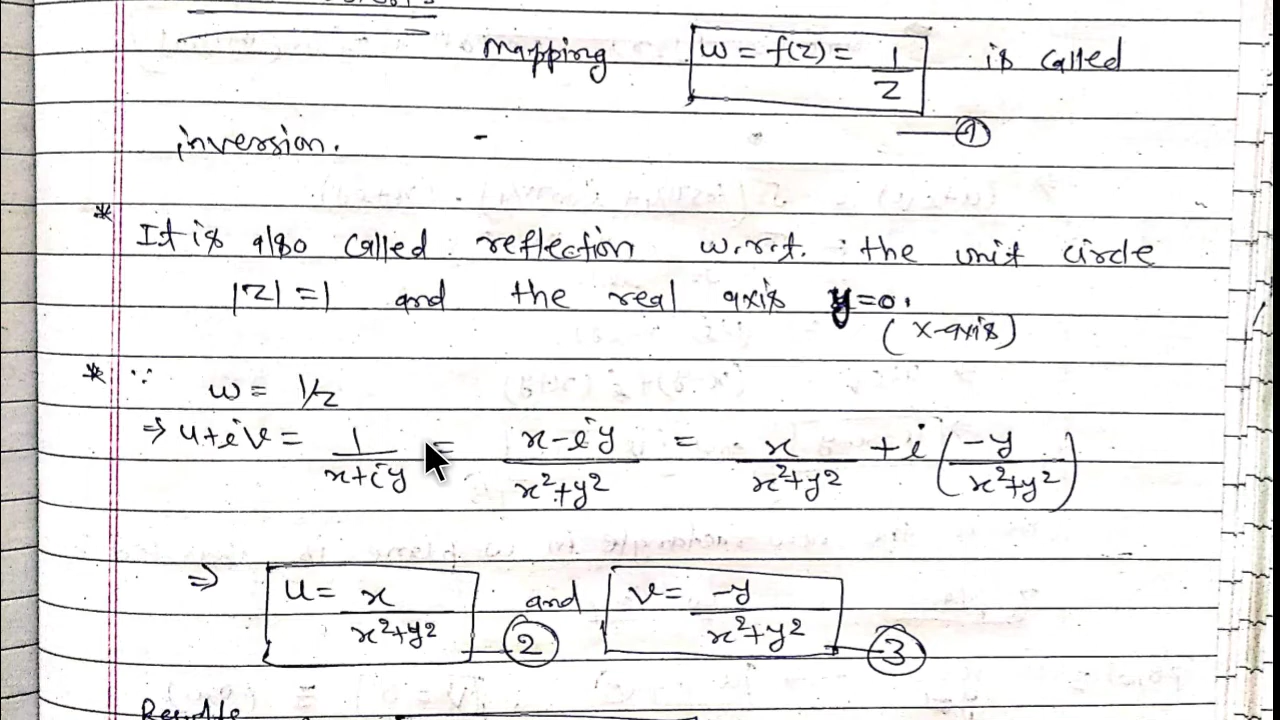 mapping w = f(z) = 1/z is called
——①
inversion.
* It is also called reflection w.r.t. the unit circle
|z| = 1 and the real axis y=0.
(x-axis)
* ∵ w = 1/z
⇒ u+iv = 1/(x+iy) = (x-iy)/(x²+y²) = x/(x²+y²) + i(-y/(x²+y²))
⇒ u = x/(x²+y²) —② and v = -y/(x²+y²) —③
Results